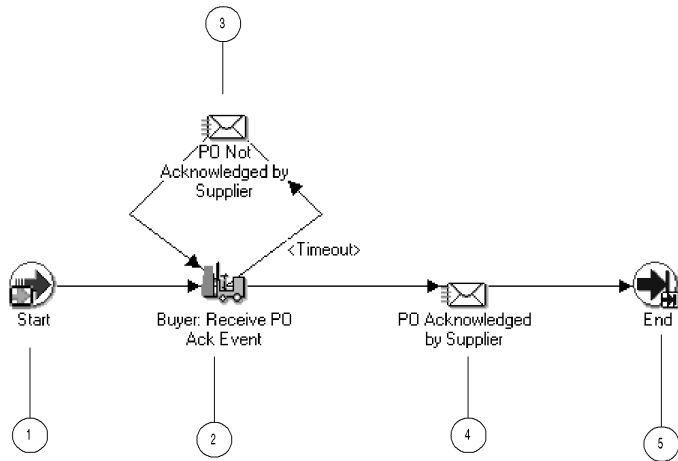 3
PO Not
Acknowledged by
Supplier
<Timeout>
Start
Buyer: Receive PO
Ack Event
PO Acknowledged
by Supplier
End
1
2
4
5